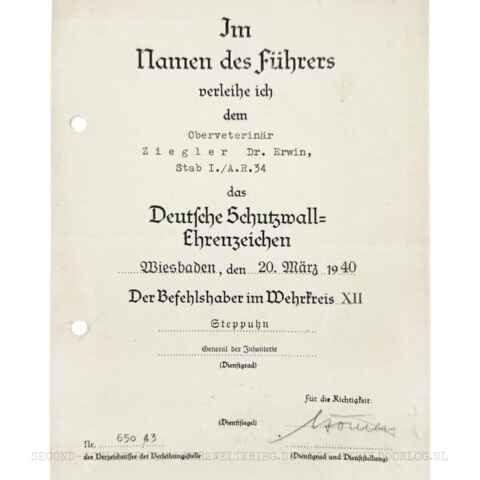 Im
Namen des Führers
verleihe ich
dem
Oberveterinär
Ziegler Dr. Erwin,
Stab I./A.R.34
das
Deutsche Schutzwall=
Ehrenzeichen
Wiesbaden, den 20. März 1940
Der Befehlshaber im Wehrkreis XII
Steppuhn
General der Infanterie
(Dienstgrad)
für die Richtigkeit:
(Dienstsiegel)
Nr. 650/43
des Verzeichnisses der Verleihungsstelle
(Dienstgrad und Dienststellung)